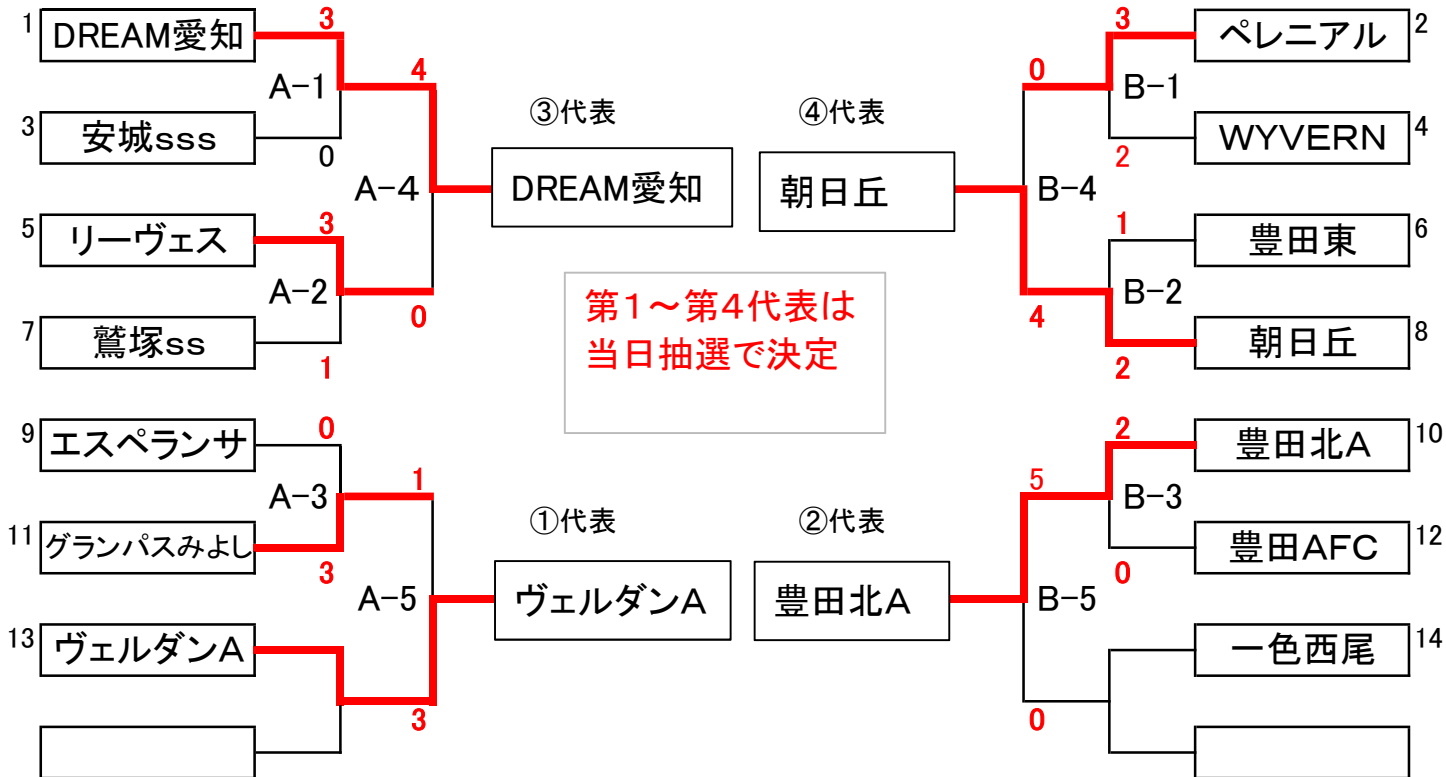 1 DREAM愛知 3
A-1 4
3 安城sss 0
③代表
DREAM愛知
A-4
5 リーヴェス 3
A-2 0
7 鷲塚ss 1
9 エスペランサ 0
A-3 1
11 グランパスみよし 3
①代表
ヴェルダンA
A-5
13 ヴェルダンA
3
第1～第4代表は
当日抽選で決定
3 ペレニアル 2
0 B-1
2 WYVERN 4
④代表
朝日丘
B-4
1 豊田東 6
4 B-2
2 朝日丘 8
2 豊田北A 10
5 B-3
0 豊田AFC 12
②代表
豊田北A
B-5
一色西尾 14
0